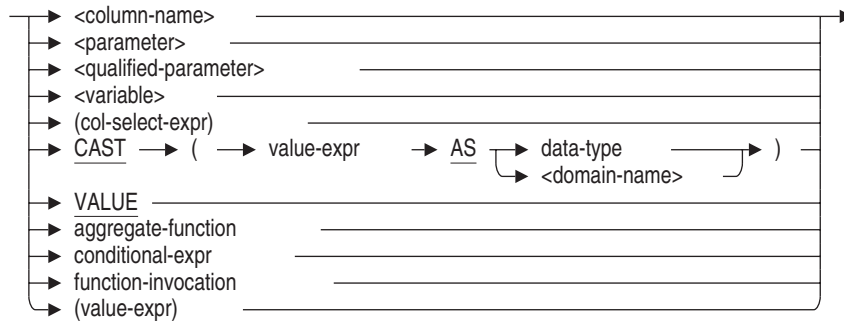 <column-name>
<parameter>
<qualified-parameter>
<variable>
(col-select-expr)
CAST ( value-expr AS data-type )
<domain-name>
VALUE
aggregate-function
conditional-expr
function-invocation
(value-expr)